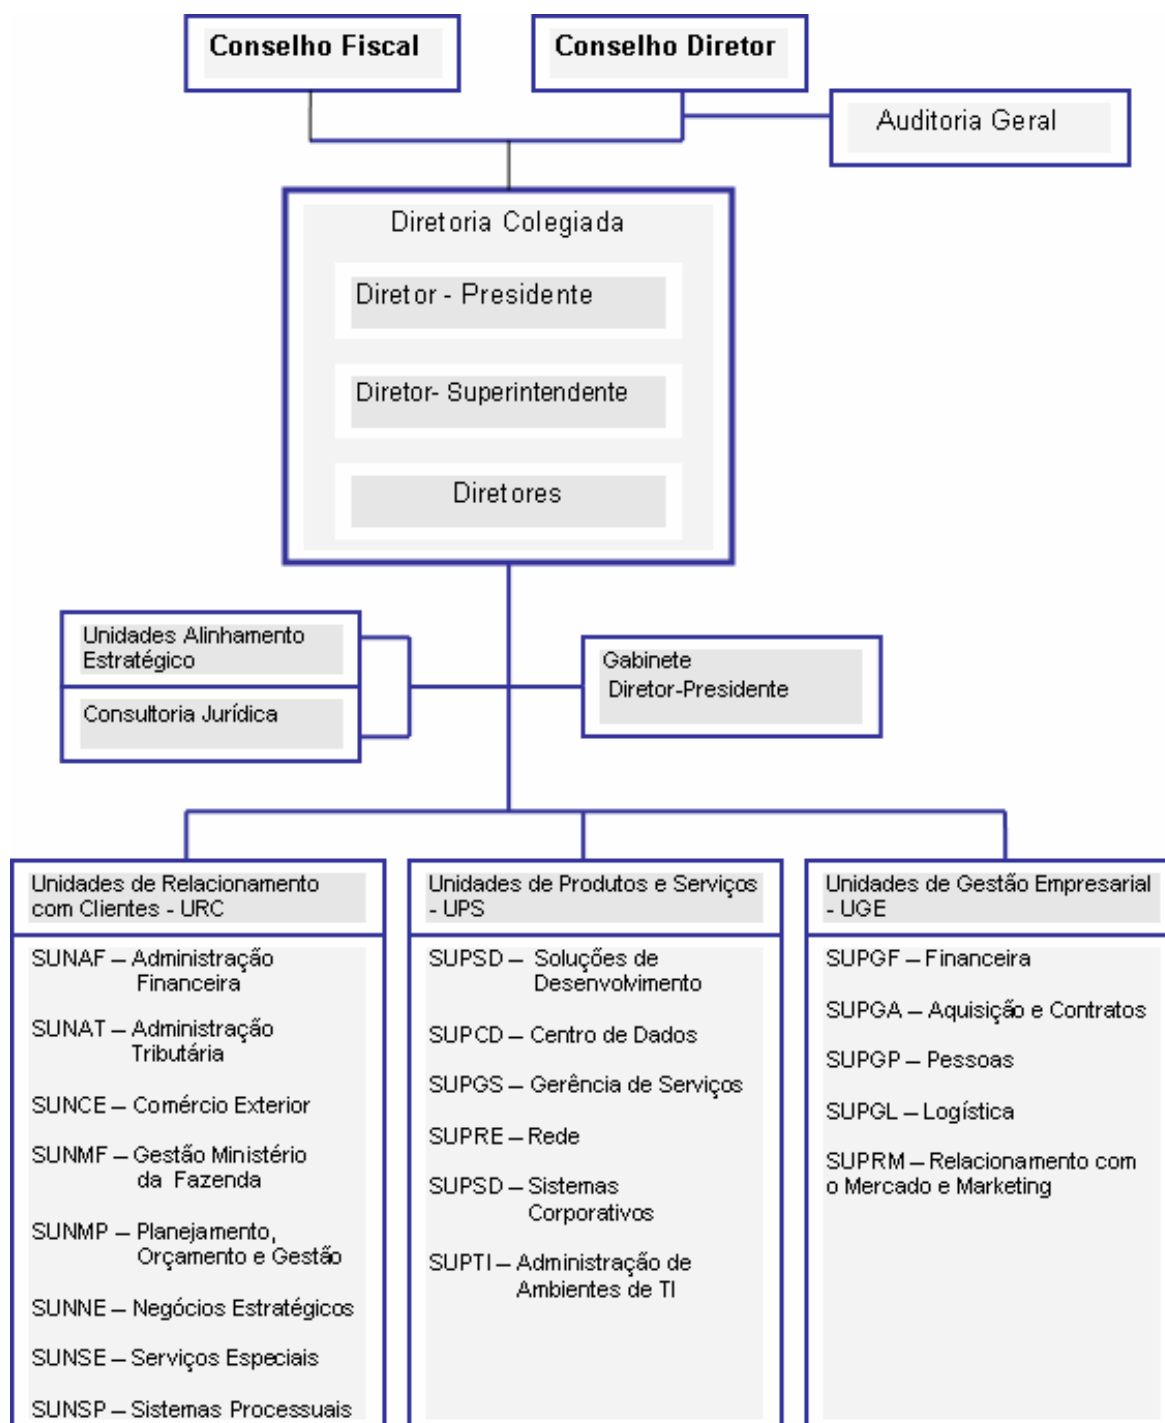 Conselho Fiscal
Conselho Diretor
Auditoria Geral
Diretoria Colegiada
Diretor - Presidente
Diretor- Superintendente
Diretores
Unidades Alinhamento
Estratégico
Consultoria Jurídica
Gabinete
Diretor-Presidente
Unidades de Relacionamento
com Clientes - URC
SUNAF – Administração
Financeira
SUNAT – Administração
Tributária
SUNCE – Comércio Exterior
SUNMF – Gestão Ministério
da Fazenda
SUNMP – Planejamento,
Orçamento e Gestão
SUNNE – Negócios Estratégicos
SUNSE – Serviços Especiais
SUNSP – Sistemas Processuais
Unidades de Produtos e Serviços
- UPS
SUPSD – Soluções de
Desenvolvimento
SUPCD – Centro de Dados
SUPGS – Gerência de Serviços
SUPRE – Rede
SUPSD – Sistemas
Corporativos
SUPTI – Administração de
Ambientes de TI
Unidades de Gestão Empresarial
- UGE
SUPGF – Financeira
SUPGA – Aquisição e Contratos
SUPGP – Pessoas
SUPGL – Logística
SUPRM – Relacionamento com
o Mercado e Marketing